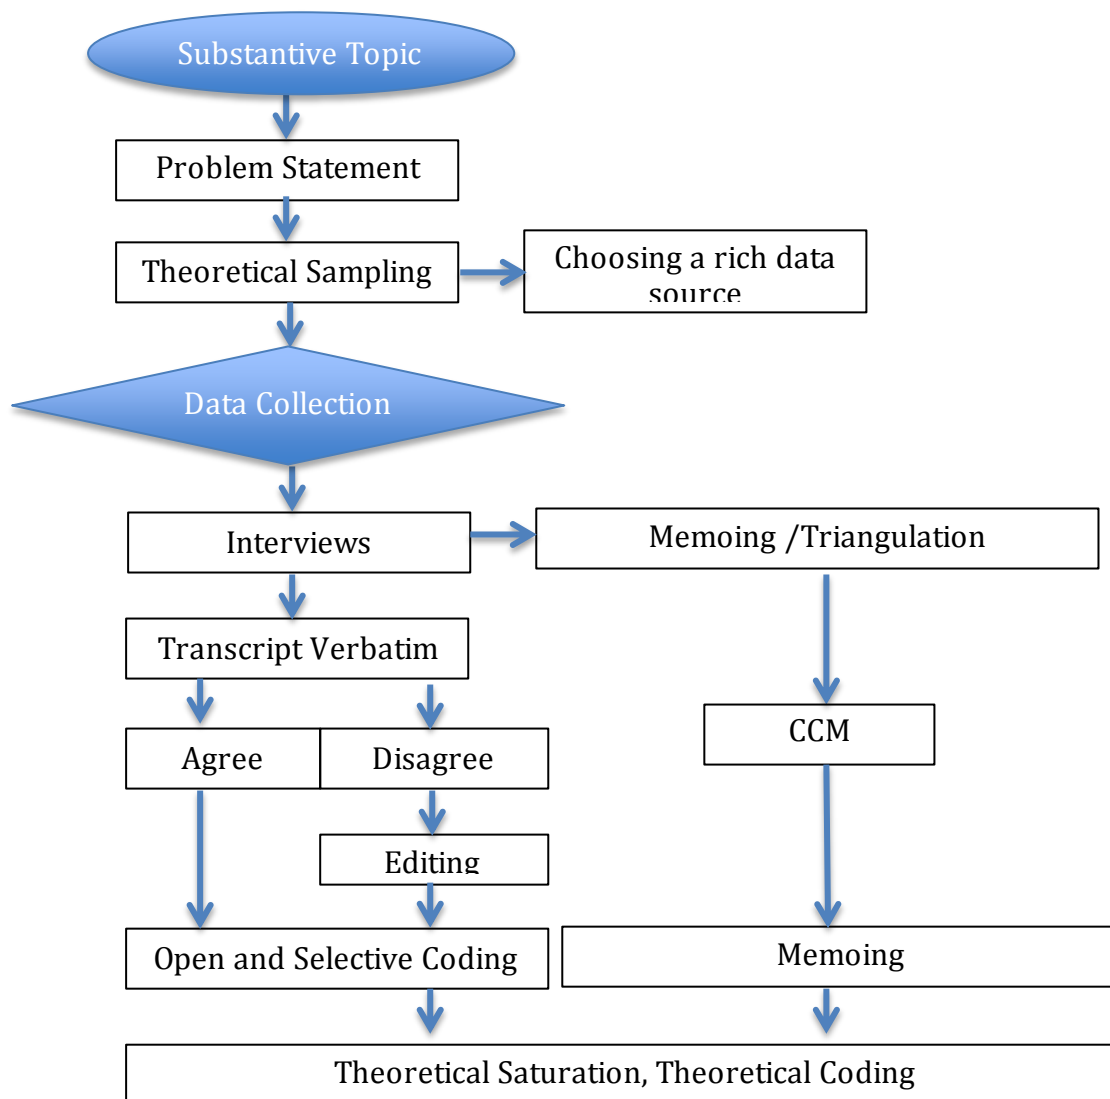 Substantive Topic
Problem Statement
Theoretical Sampling
Choosing a rich data
source
Data Collection
Interviews
Memoing /Triangulation
Transcript Verbatim
CCM
Agree
Disagree
Editing
Open and Selective Coding
Memoing
Theoretical Saturation, Theoretical Coding